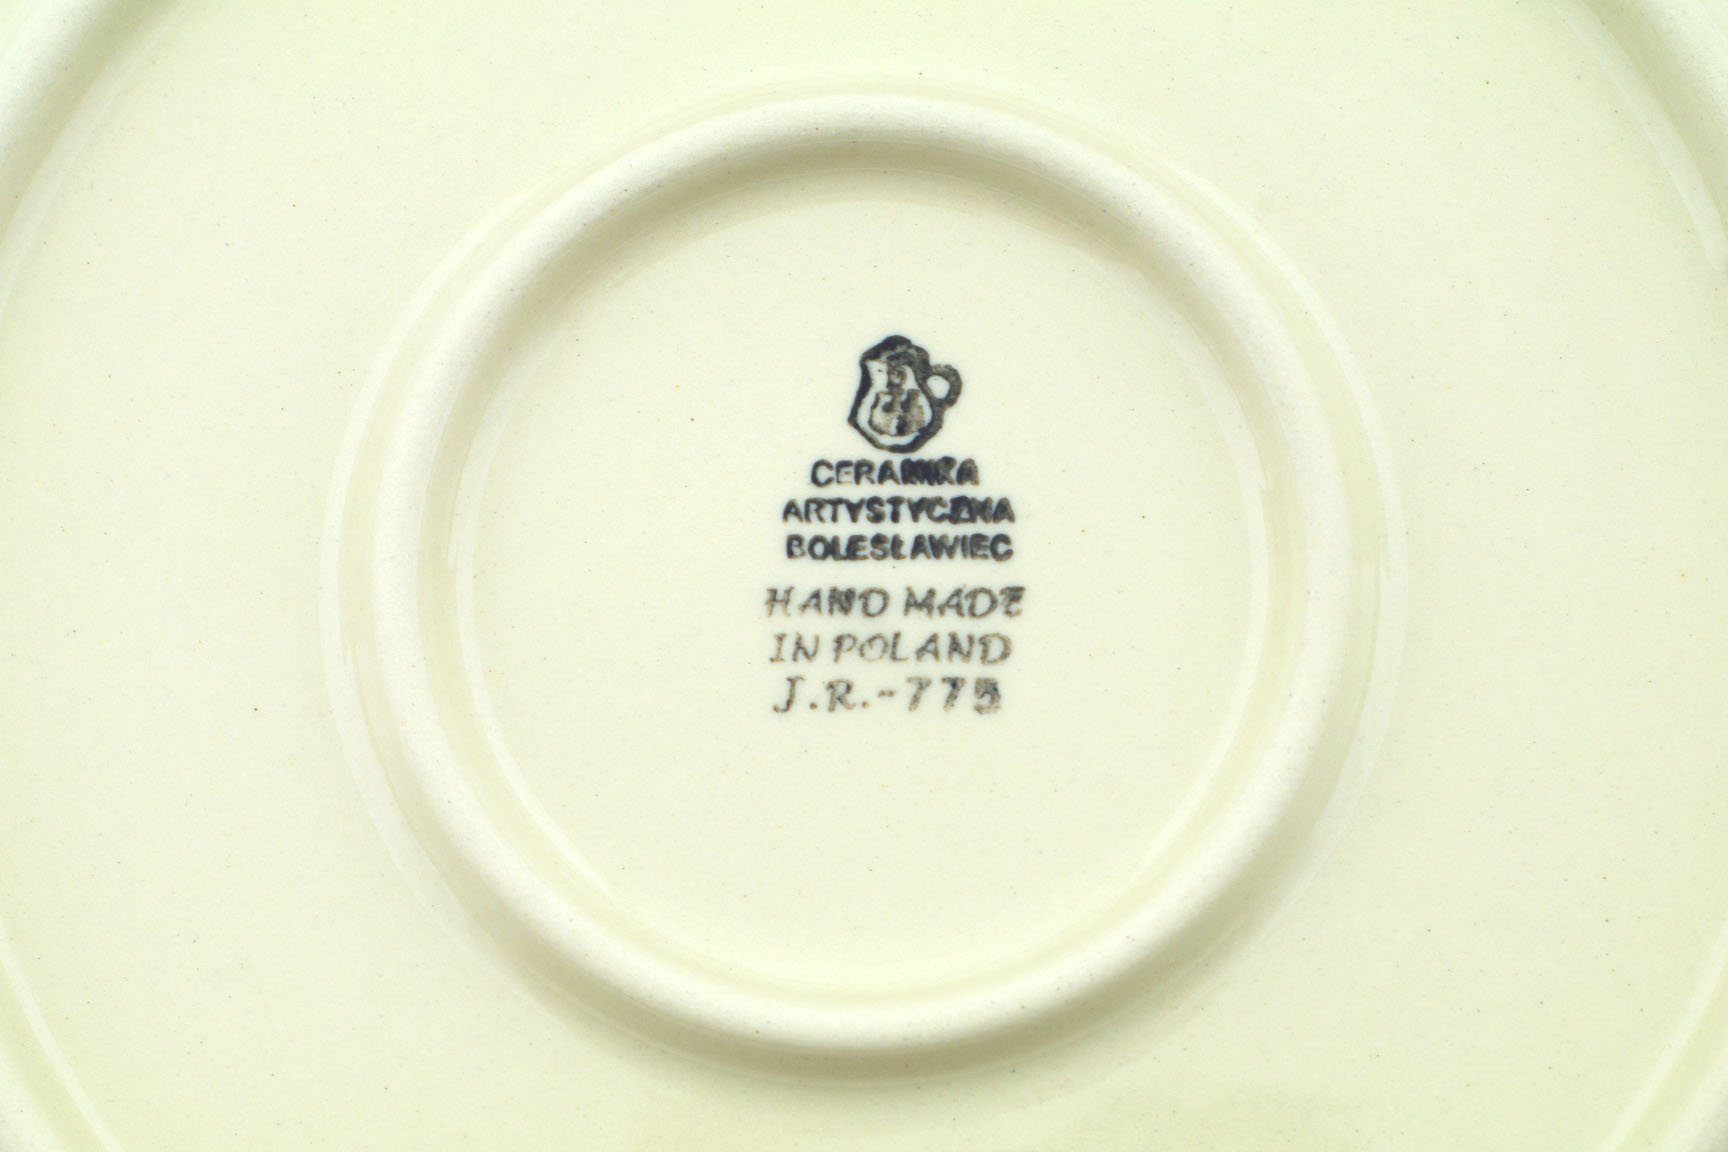 CERAMIKA
ARTYSTYCZNA
BOLESŁAWIEC
HAND MADE
IN POLAND
J.R.-775